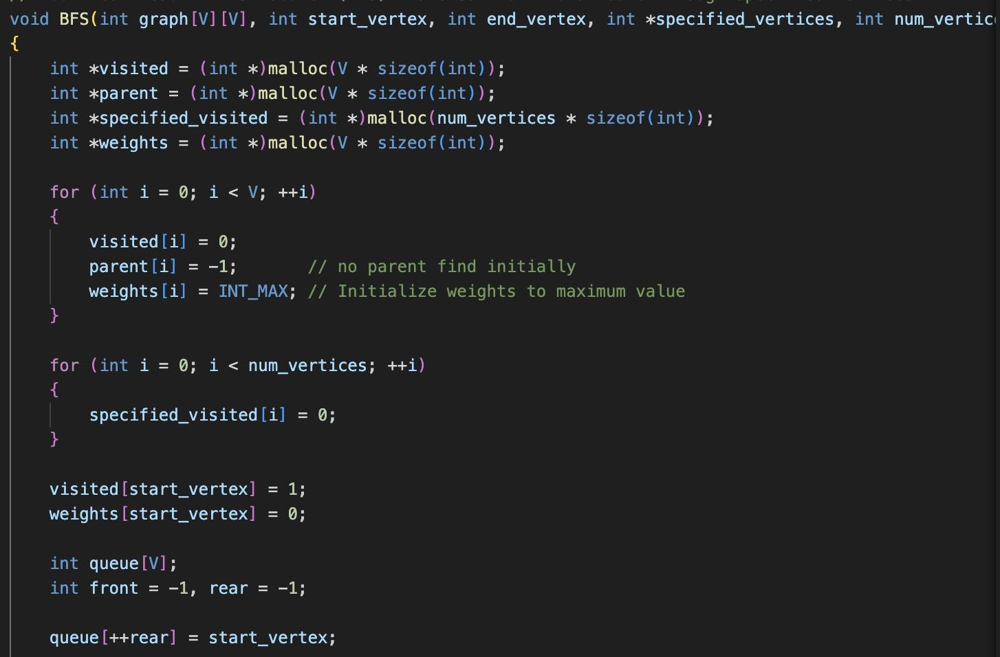 void BFS(int graph[V][V], int start_vertex, int end_vertex, int *specified_vertices, int
{
int *visited = (int *)malloc(V * sizeof(int));
int *parent = (int *)malloc(V * sizeof(int));
int *specified_visited = (int *)malloc(num_vertices * sizeof(int));
int *weights = (int *)malloc(V * sizeof(int));
for (int i = 0; i < V; ++i)
{
visited[i] = 0;
parent[i] = -1; // no parent find initially
weights[i] = INT_MAX; // Initialize weights to maximum value
}
for (int i = 0; i < num_vertices; ++i)
{
specified_visited[i] = 0;
}
visited[start_vertex] = 1;
weights[start_vertex] = 0;
int queue[V];
int front = -1, rear = -1;
queue[++rear] = start_vertex;